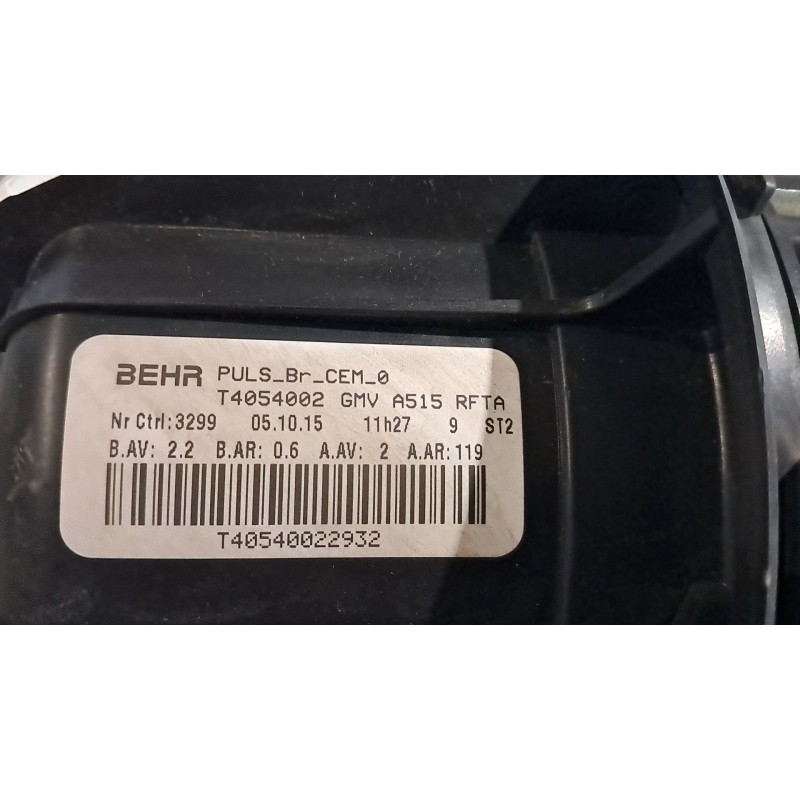 BEHR PULS_Br_CEM_0
T4054002 GMV A515 RFTA
Nr Ctrl:3299 05.10.15 11h27 9 ST2
B.AV: 2.2 B.AR: 0.6 A.AV: 2 A.AR: 119
T40540022932